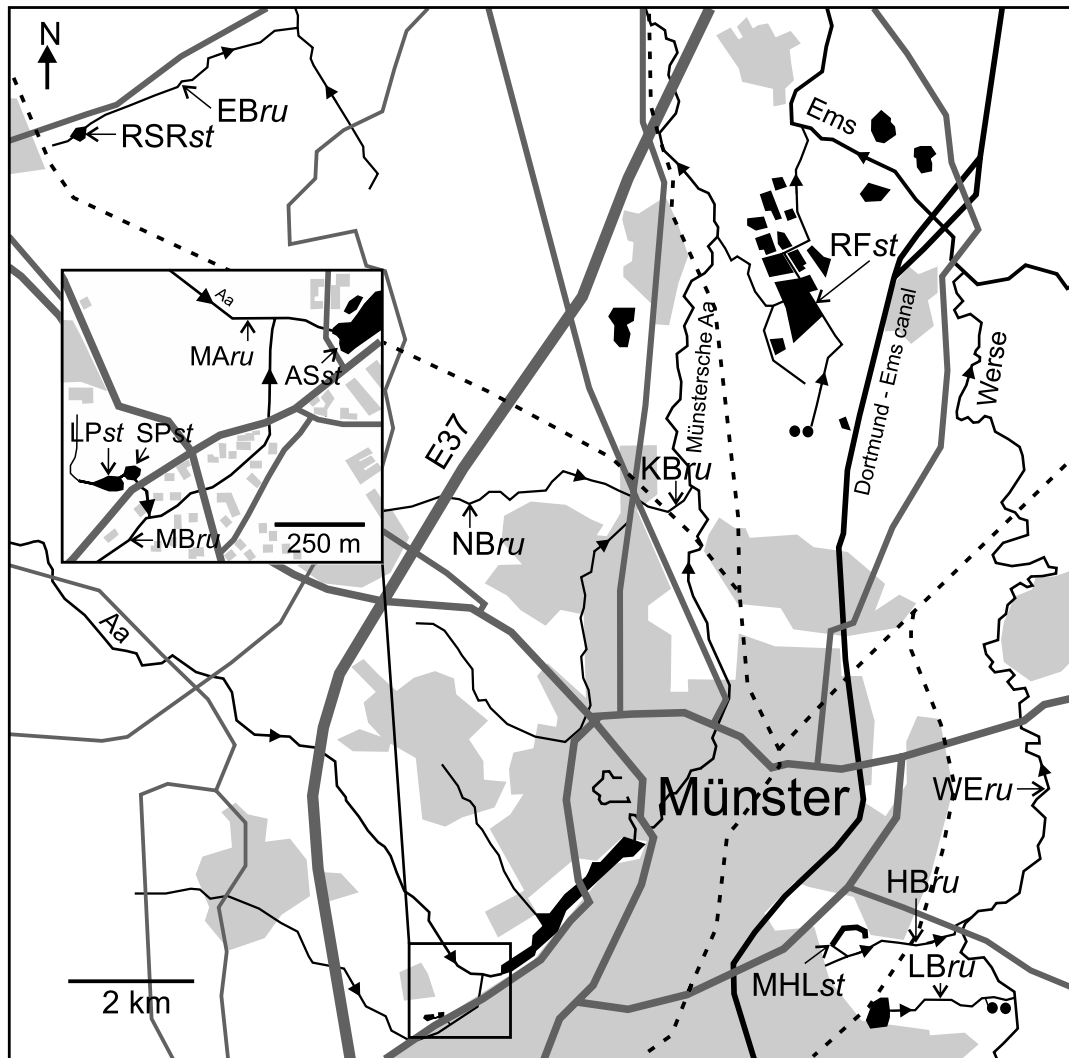 N
EBru
RSRst
Ems
RFst
Münstersche Aa
Dortmund - Ems canal
Werse
Aa
MAru
ASst
LPst
SPst
MBru
250 m
E37
KBru
NBru
Aa
Münster
WEru
HBru
MHLst
LBru
2 km